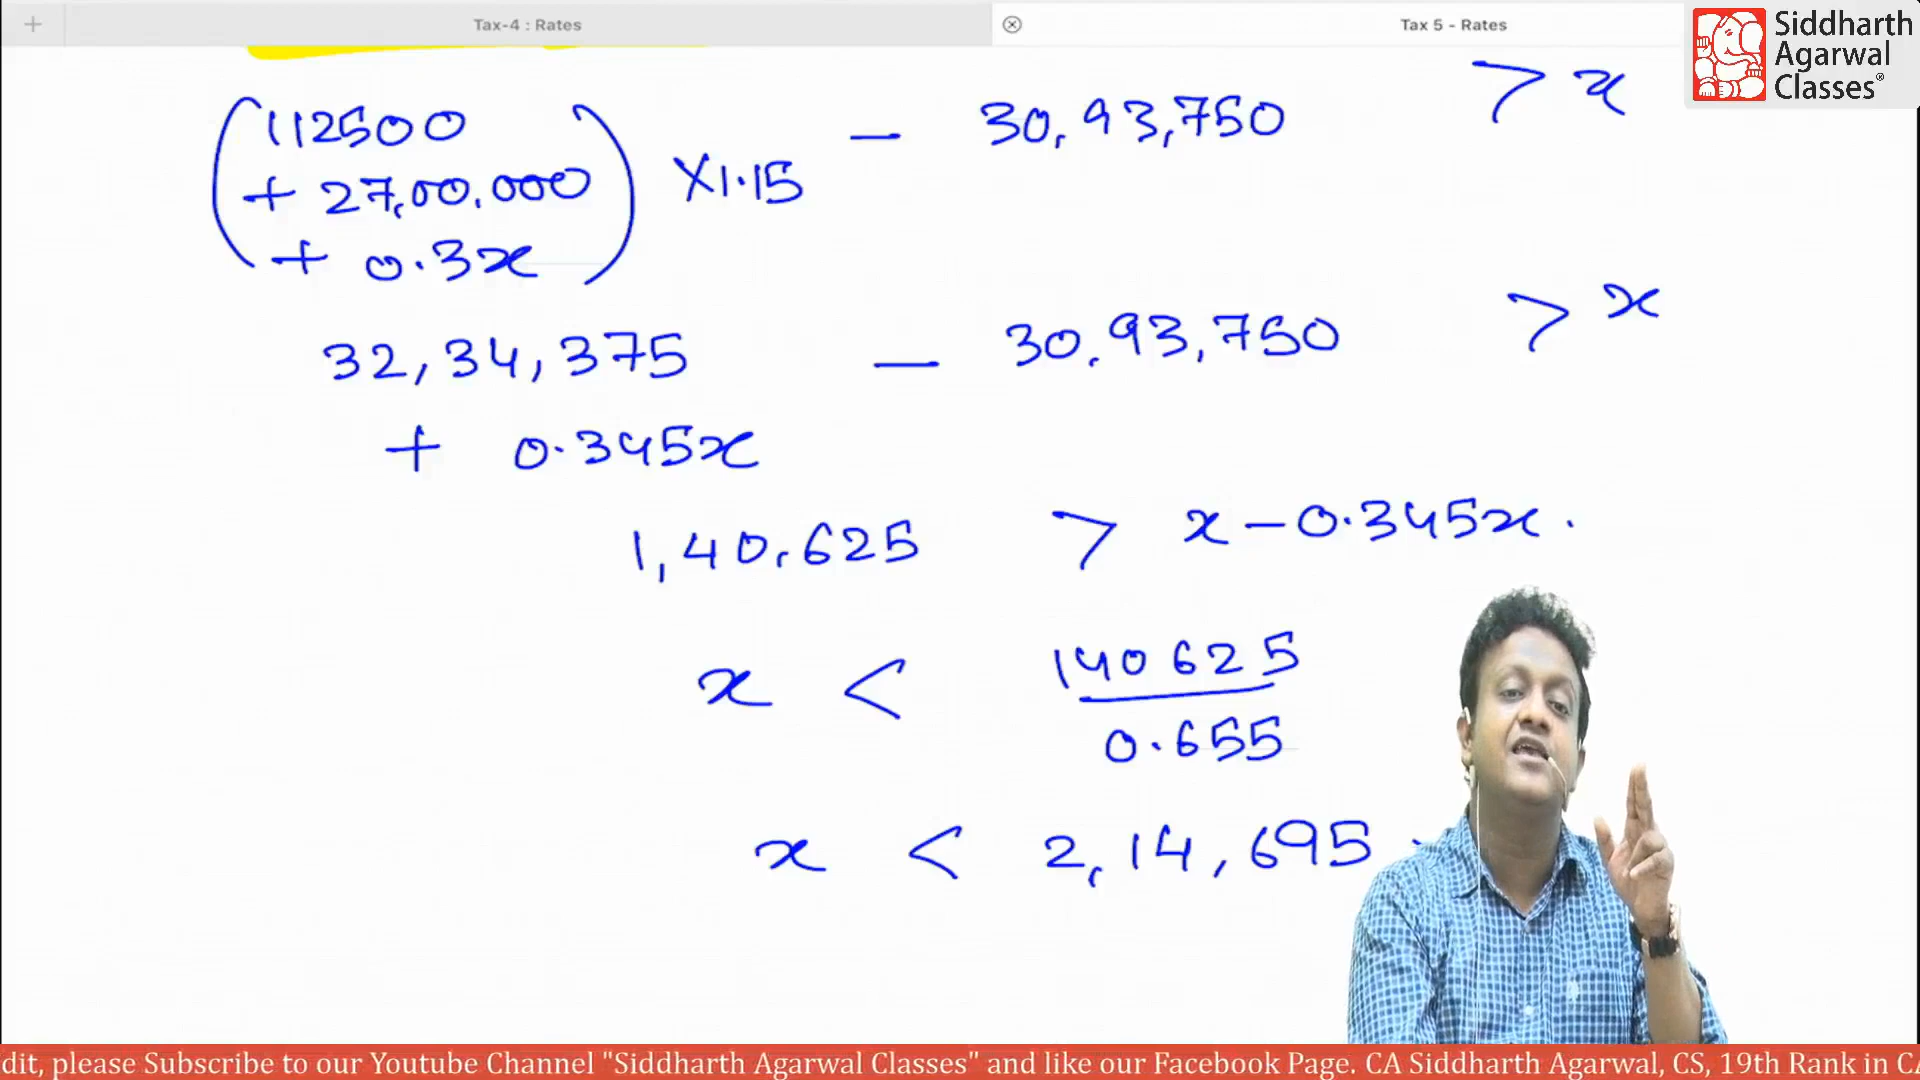 Tax-4 : Rates
Tax 5 - Rates
Siddharth
Agarwal
Classes®
(112500
+ 27,00,000
+ 0.3x) X1.15 - 30,93,750 > x
32,34,375 - 30,93,750 > x
+ 0.345x
1,40,625 > x - 0.345x.
x < 140625
0.655
x < 2,14,695
dit, please Subscribe to our Youtube Channel "Siddharth Agarwal Classes" and like our Facebook Page. CA Siddharth Agarwal, CS, 19th Rank in CA